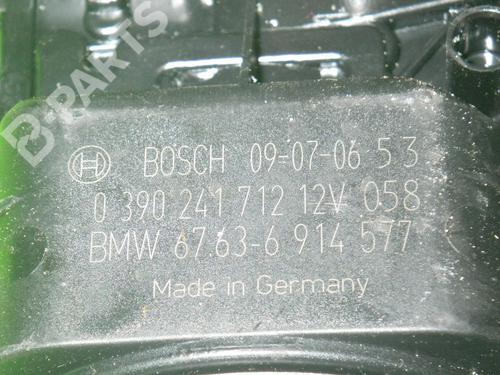 B-PARTS
BOSCH 09=07-06 53
0 390 241 712 12V 058
BMW 67.63-6 914 577
Made in Germany